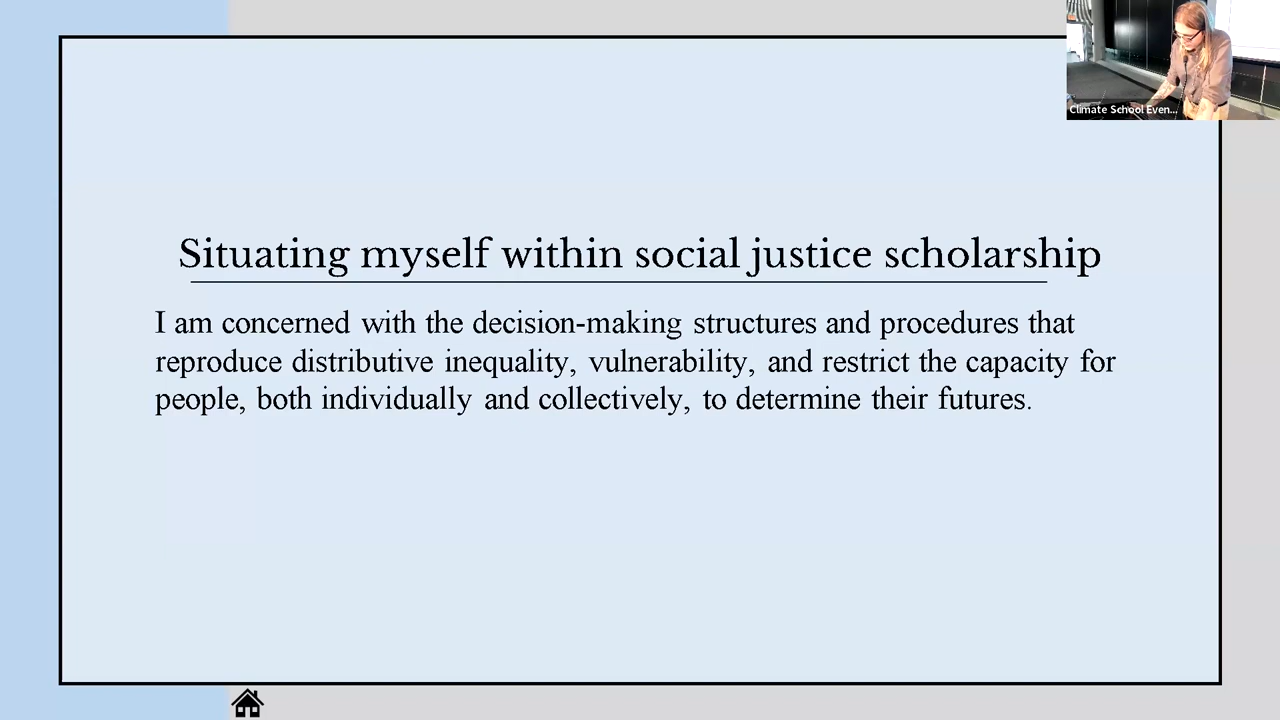 Climate School Even...
Situating myself within social justice scholarship
I am concerned with the decision-making structures and procedures that
reproduce distributive inequality, vulnerability, and restrict the capacity for
people, both individually and collectively, to determine their futures.